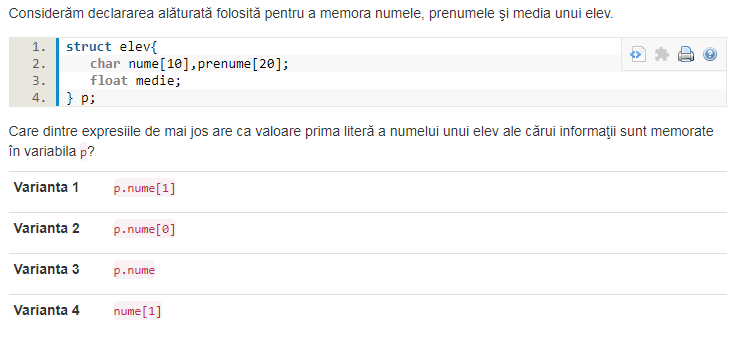 Considerăm declararea alăturată folosită pentru a memora numele, prenumele şi media unui elev.
1. struct elev{
2. char nume[10],prenume[20];
3. float medie;
4. } p;
Care dintre expresiile de mai jos are ca valoare prima literă a numelui unui elev ale cărui informaţii sunt memorate
în variabila p?
Varianta 1 p.nume[1]
Varianta 2 p.nume[0]
Varianta 3 p.nume
Varianta 4 nume[1]